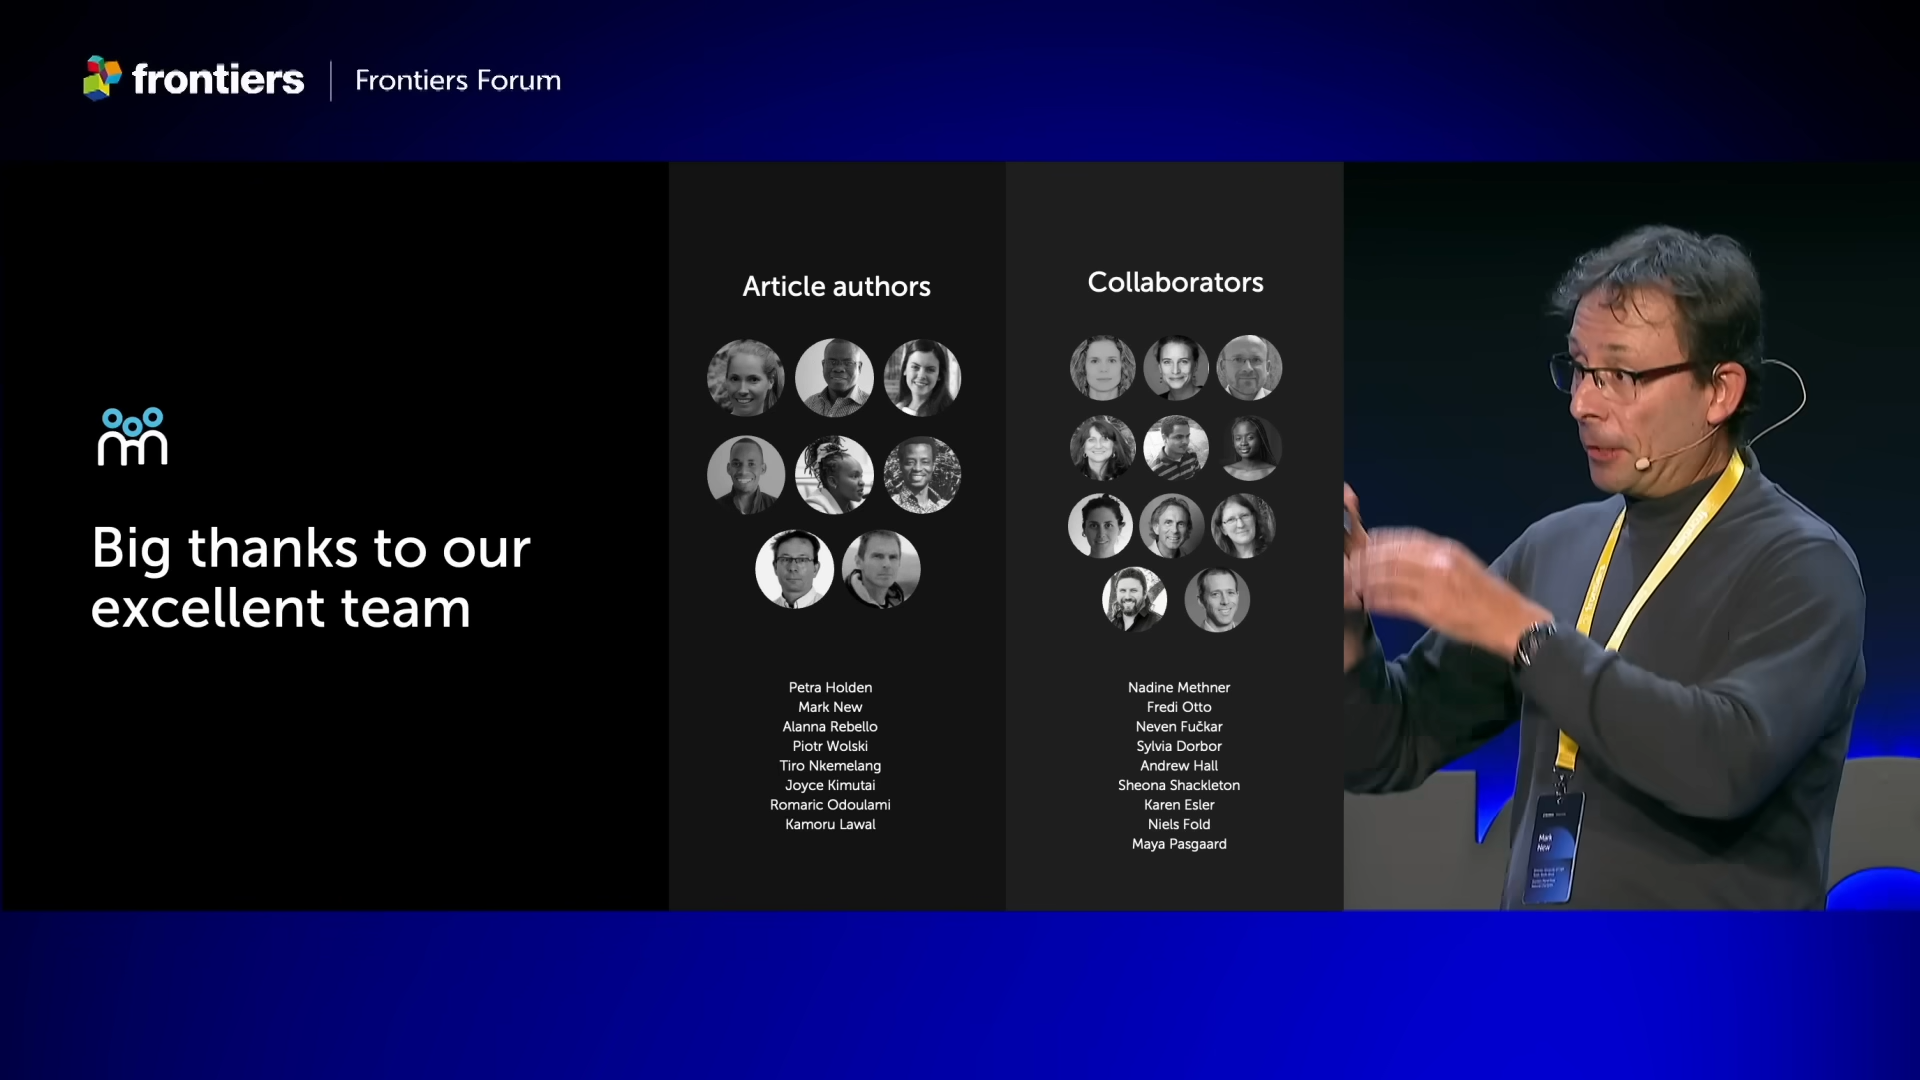 frontiers
Frontiers Forum
Big thanks to our
excellent team
Article authors
Petra Holden
Mark New
Alanna Rebello
Piotr Wolski
Tiro Nkemelang
Joyce Kimutai
Romaric Odoulami
Kamoru Lawal
Collaborators
Nadine Methner
Fredi Otto
Neven Fučkar
Sylvia Dorbor
Andrew Hall
Sheona Shackleton
Karen Esler
Niels Fold
Maya Pasgaard
Mark
New